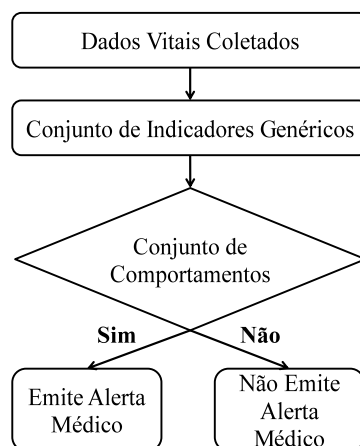 Dados Vitais Coletados
Conjunto de Indicadores Genéricos
Conjunto de
Comportamentos
Sim
Não
Emite Alerta
Médico
Não Emite
Alerta
Médico